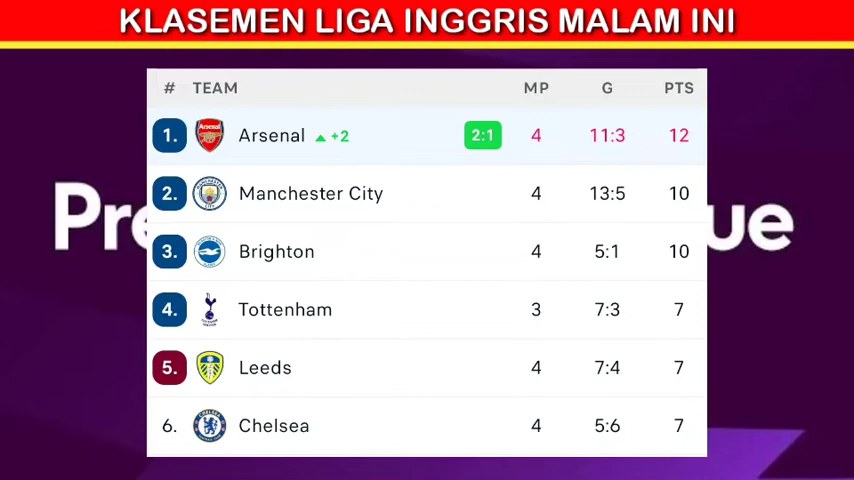 KLASEMEN LIGA INGGRIS MALAM INI
# TEAM MP G PTS
1. Arsenal ▲ +2 2:1 4 11:3 12
2. Manchester City 4 13:5 10
3. Brighton 4 5:1 10
4. Tottenham 3 7:3 7
5. Leeds 4 7:4 7
6. Chelsea 4 5:6 7
Pre ue